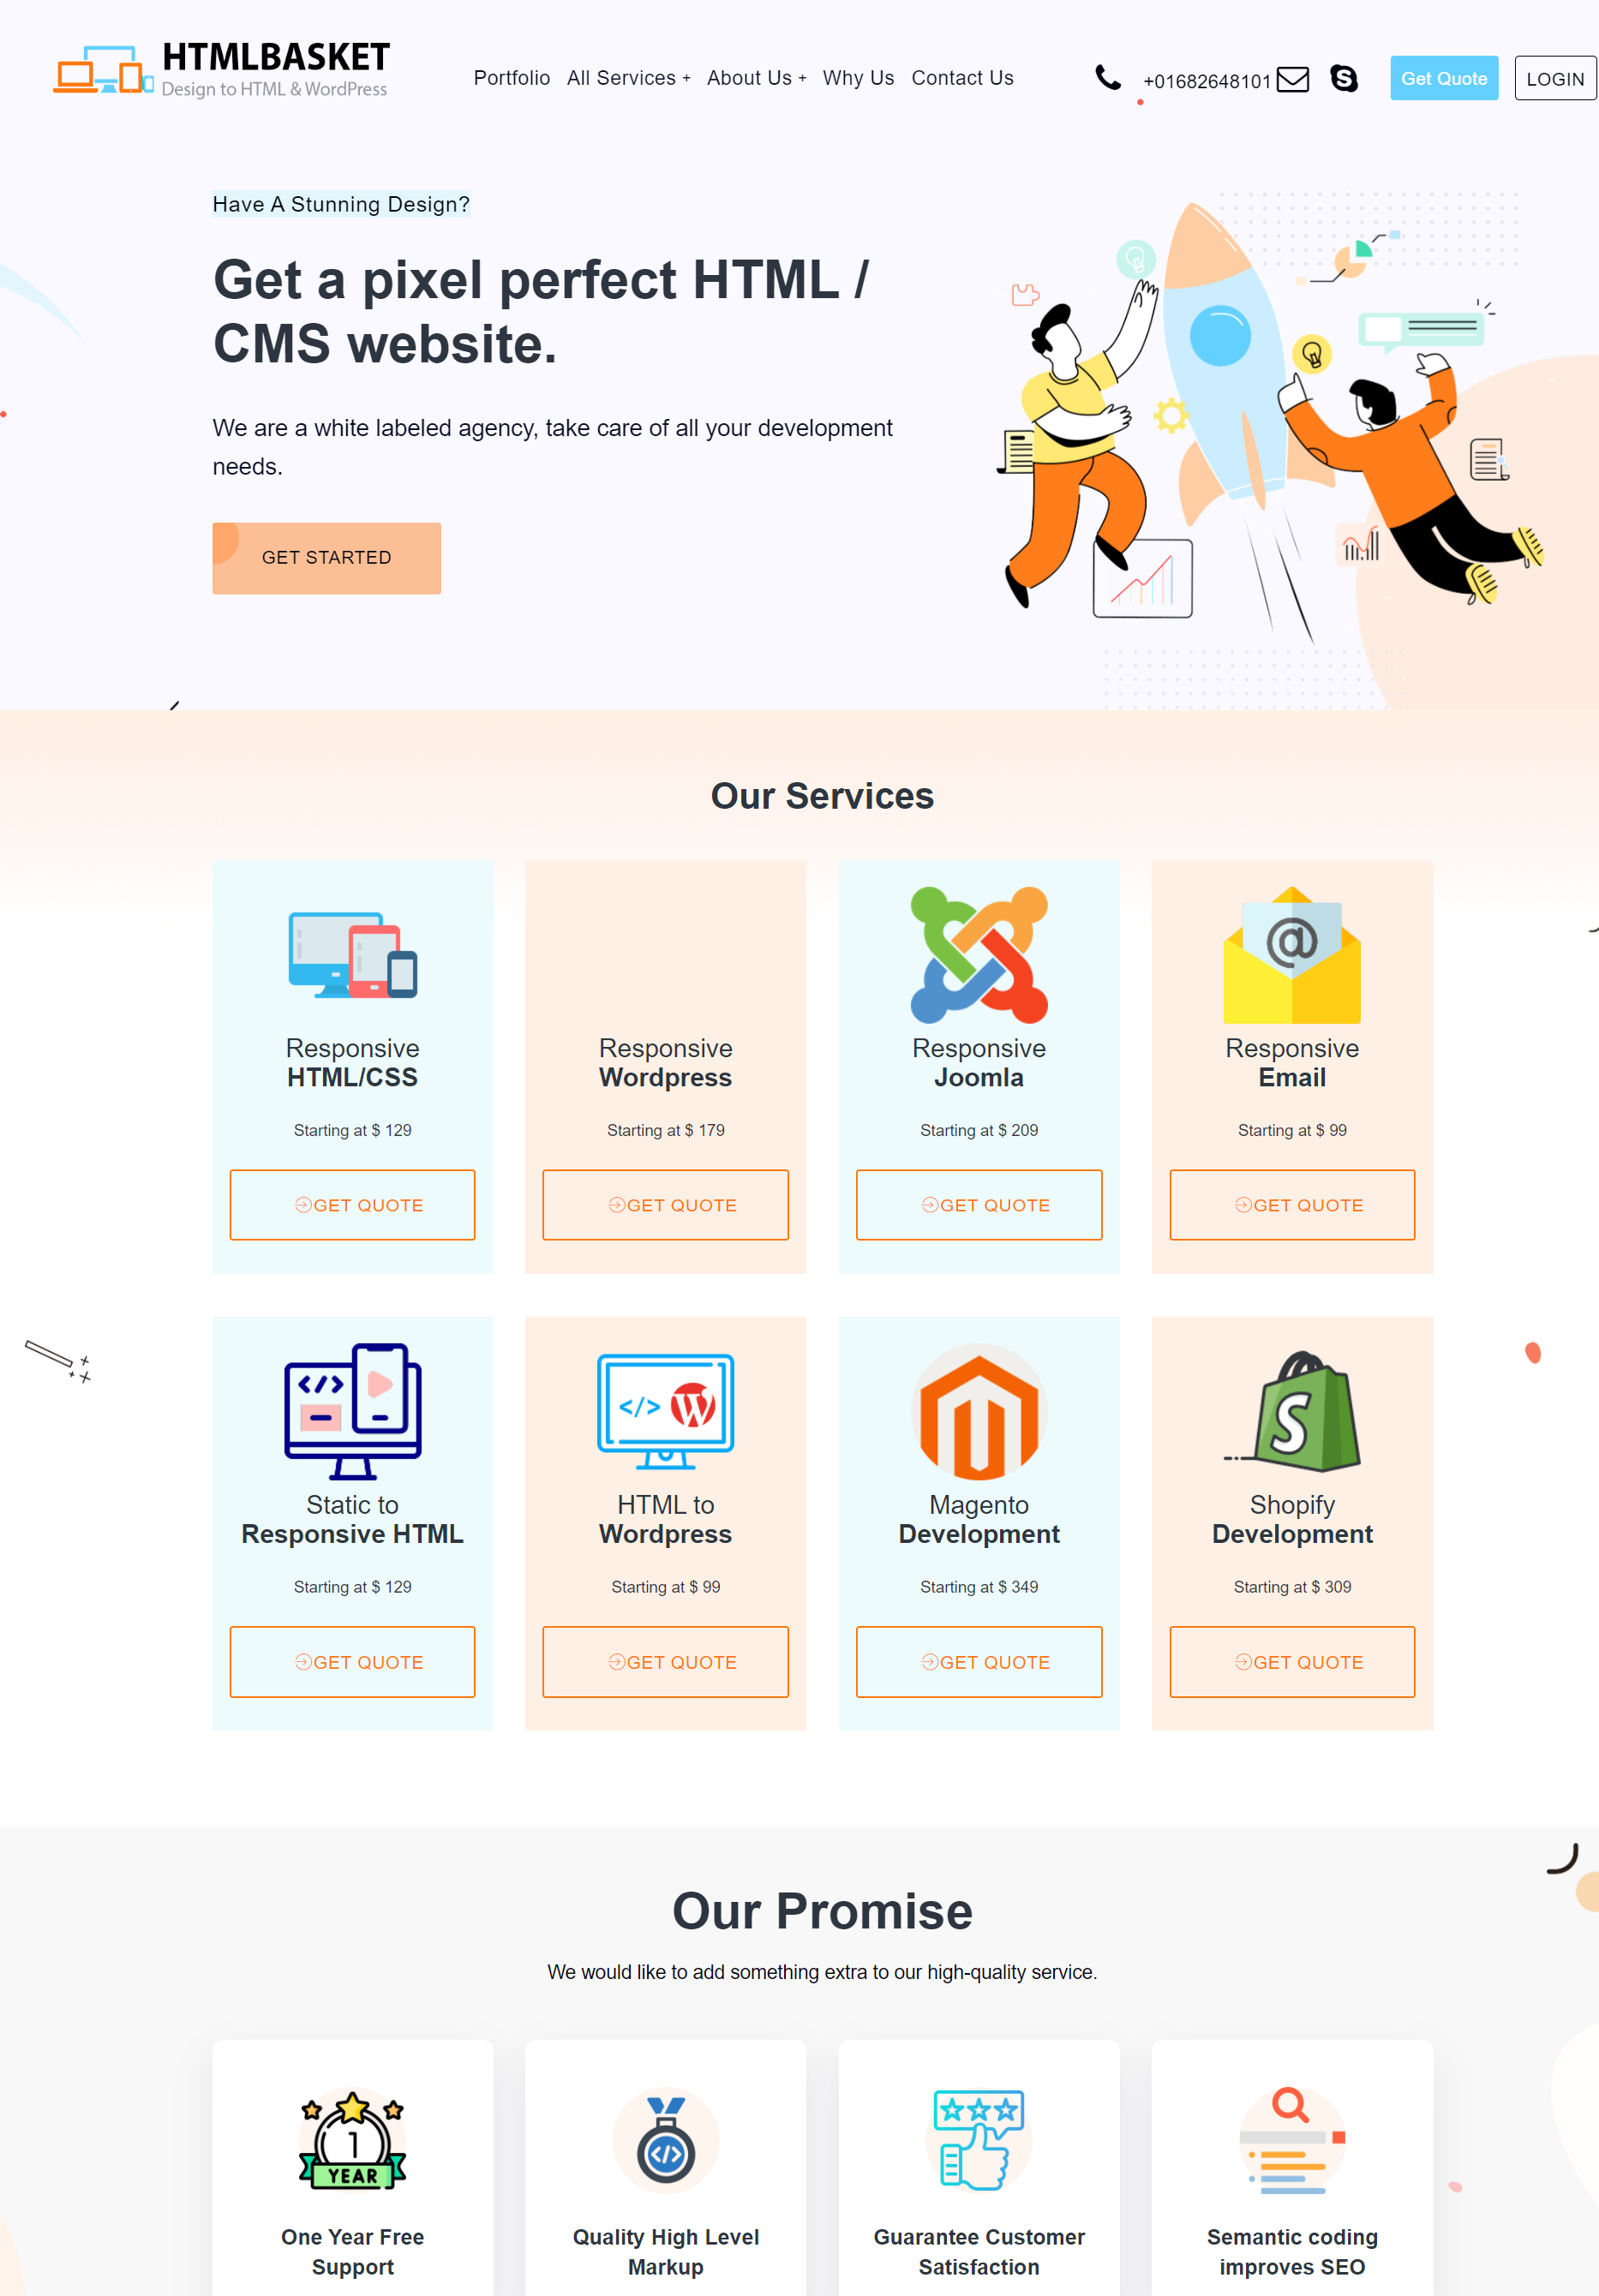 HTMLBASKET
Design to HTML & WordPress
Portfolio All Services + About Us + Why Us Contact Us
+01682648101
Get Quote
LOGIN
Have A Stunning Design?
Get a pixel perfect HTML /
CMS website.
We are a white labeled agency, take care of all your development
needs.
GET STARTED
Our Services
Responsive
HTML/CSS
Starting at $ 129
GET QUOTE
Responsive
Wordpress
Starting at $ 179
GET QUOTE
Responsive
Joomla
Starting at $ 209
GET QUOTE
@
Responsive
Email
Starting at $ 99
GET QUOTE
</>
Static to
Responsive HTML
Starting at $ 129
GET QUOTE
</> W
HTML to
Wordpress
Starting at $ 99
GET QUOTE
Magento
Development
Starting at $ 349
GET QUOTE
S
Shopify
Development
Starting at $ 309
GET QUOTE
Our Promise
We would like to add something extra to our high-quality service.
1
YEAR
One Year Free
Support
</>
Quality High Level
Markup
Guarantee Customer
Satisfaction
Semantic coding
improves SEO